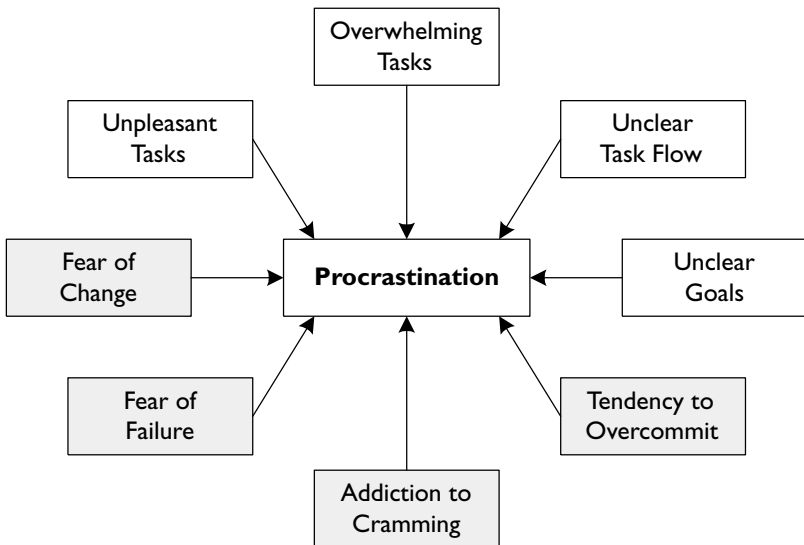 Overwhelming
Tasks
Unpleasant
Tasks
Unclear
Task Flow
Fear of
Change
Procrastination
Unclear
Goals
Fear of
Failure
Tendency to
Overcommit
Addiction to
Cramming